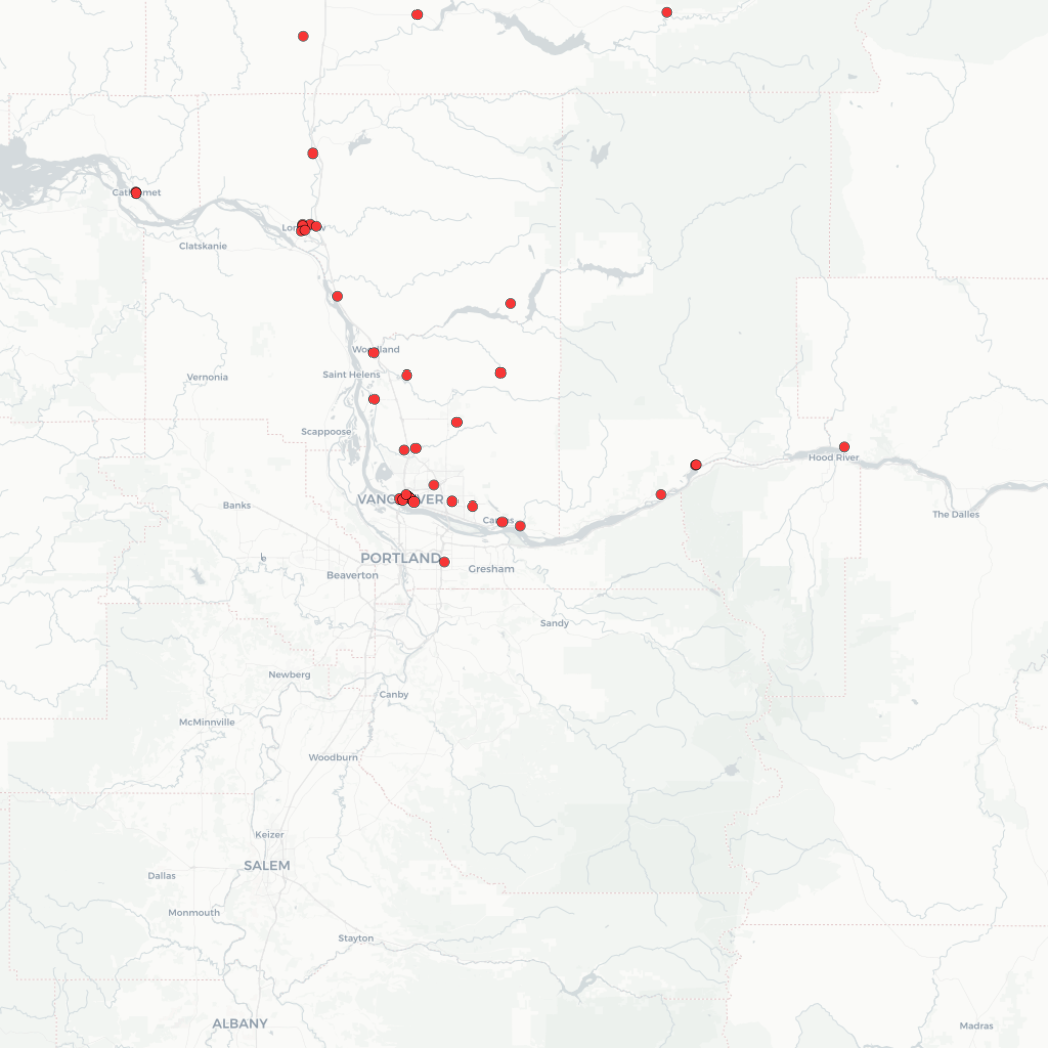 Cathlamet
Longview
Clatskanie
Woodland
Saint Helens
Vernonia
Scappoose
Hood River
VANCOUVER
Banks
The Dalles
Camas
PORTLAND
Beaverton
Gresham
Sandy
Newberg
Canby
McMinnville
Woodburn
Keizer
SALEM
Dallas
Monmouth
Stayton
ALBANY
Madras